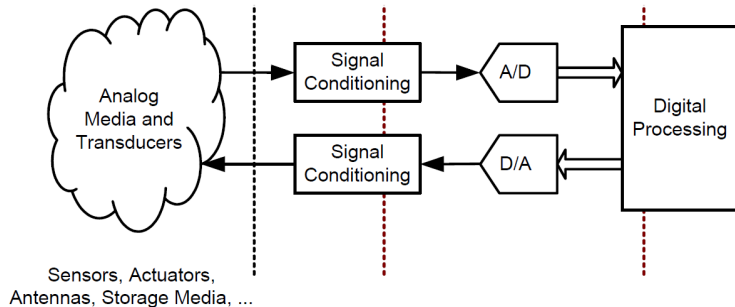 Analog
Media and
Transducers
Signal
Conditioning
A/D
Digital
Processing
Signal
Conditioning
D/A
Sensors, Actuators,
Antennas, Storage Media, ...